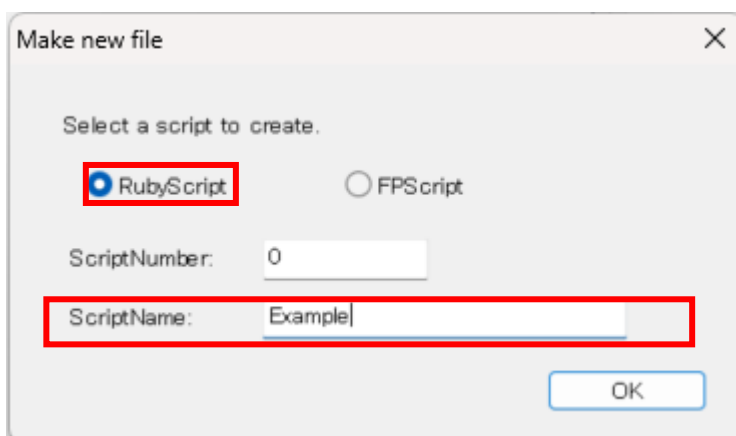 Make new file
Select a script to create.
RubyScript FPScript
ScriptNumber: 0
ScriptName: Example
OK